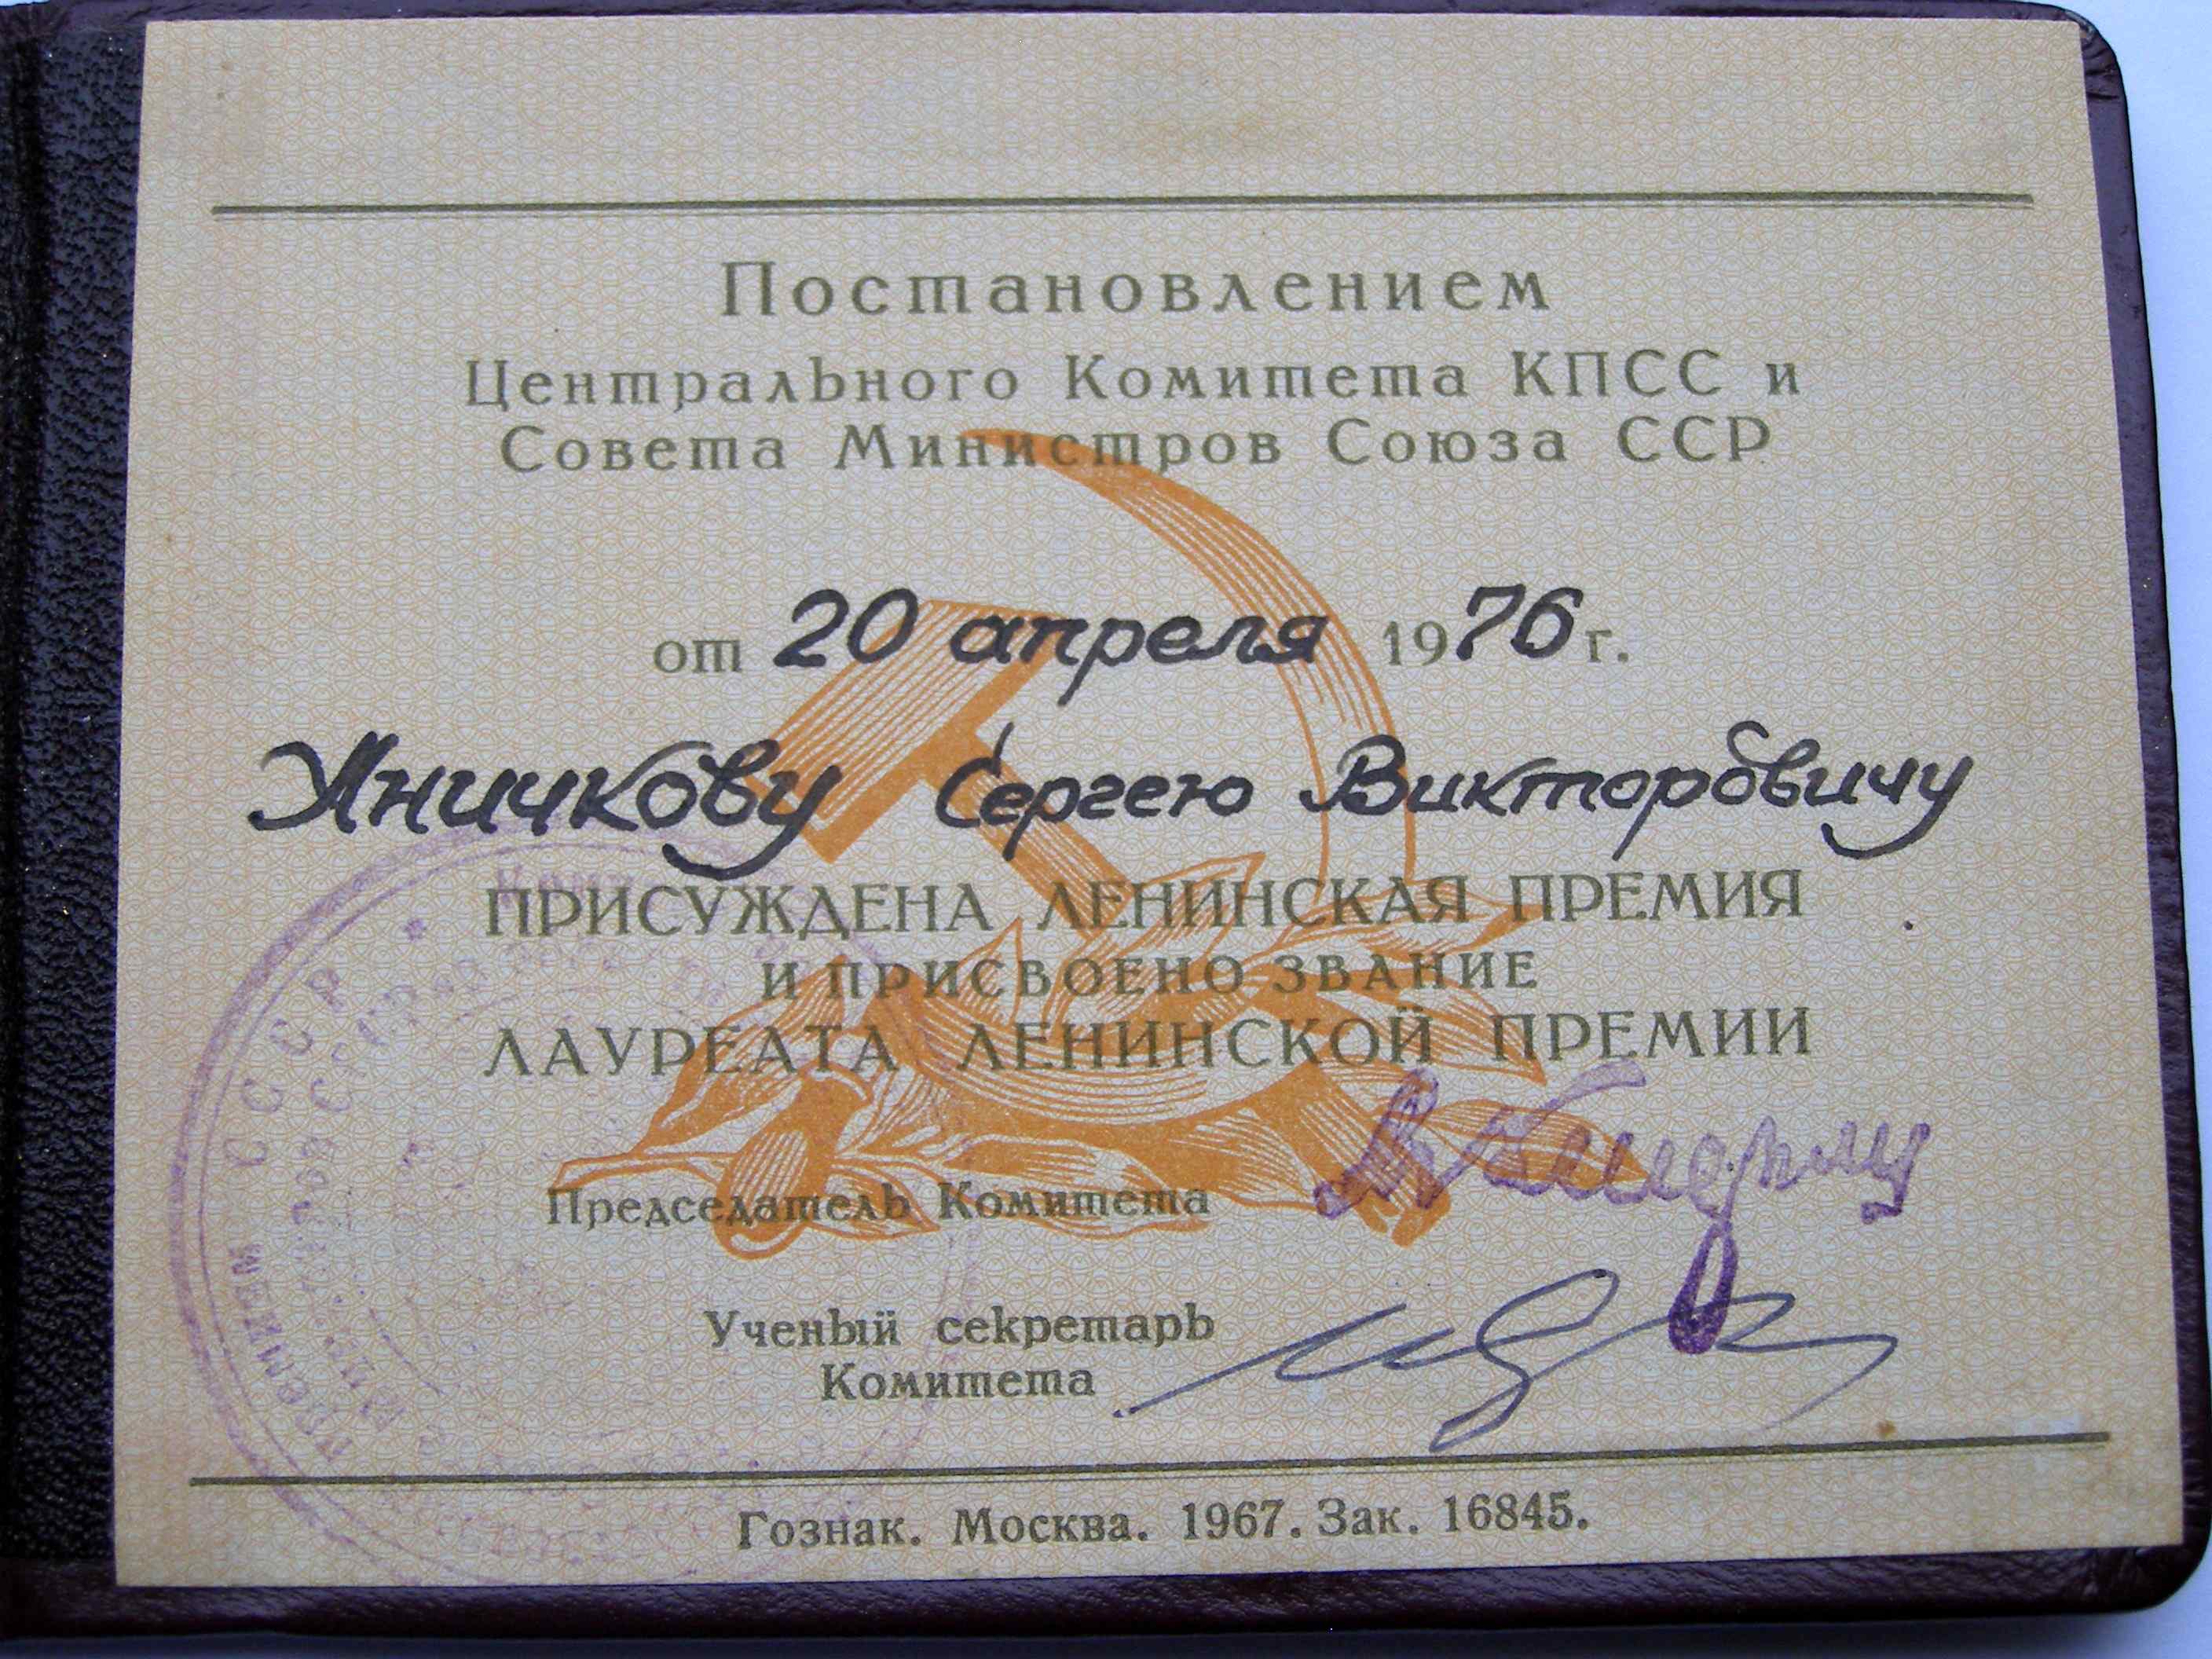 Постановлением
Центрального Комитета КПСС и
Совета Министров Союза ССР
от 20 апреля 1976 г.
Аничкову Сергею Викторовичу
ПРИСУЖДЕНА ЛЕНИНСКАЯ ПРЕМИЯ
И ПРИСВОЕНО ЗВАНИЕ
ЛАУРЕАТА ЛЕНИНСКОЙ ПРЕМИИ
Председатель Комитета
Ученый секретарь
Комитета
Гознак. Москва. 1967. Зак. 16845.